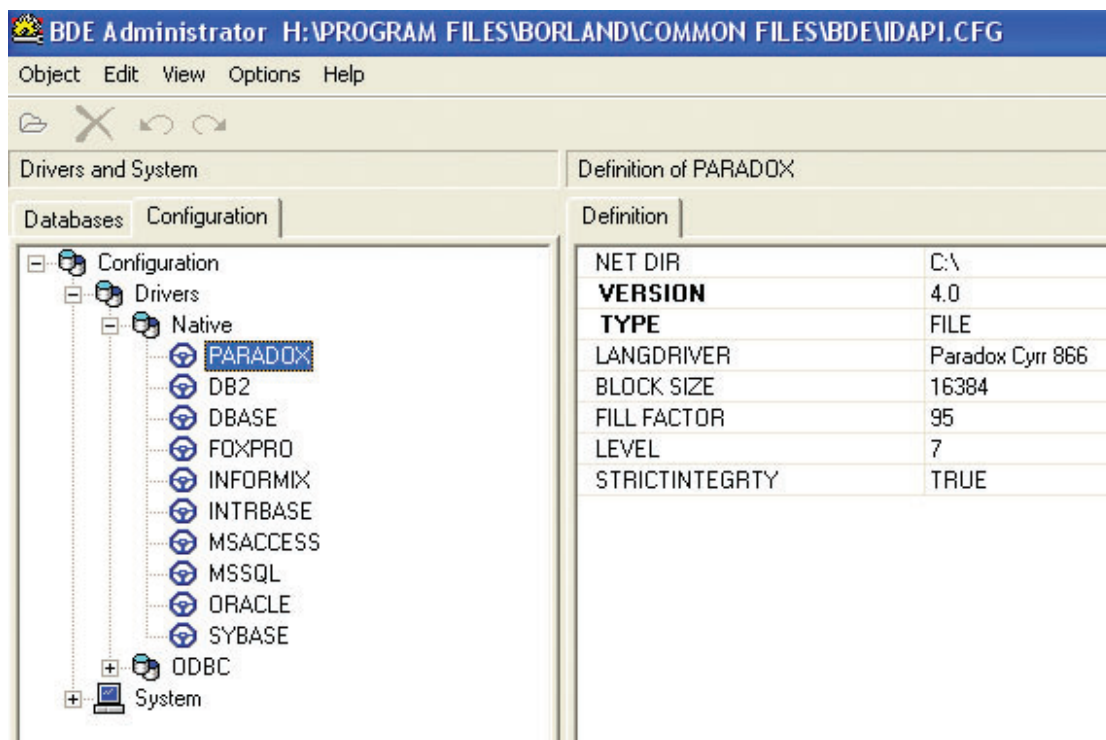 BDE Administrator H:\PROGRAM FILES\BORLAND\COMMON FILES\BDE\IDAPI.CFG
Object Edit View Options Help
Drivers and System
Definition of PARADOX
Databases Configuration
Definition
Configuration
Drivers
Native
PARADOX
DB2
DBASE
FOXPRO
INFORMIX
INTRBASE
MSACCESS
MSSQL
ORACLE
SYBASE
ODBC
System
NET DIR C:\
VERSION 4.0
TYPE FILE
LANGDRIVER Paradox Cyrr 866
BLOCK SIZE 16384
FILL FACTOR 95
LEVEL 7
STRICTINTEGRTY TRUE